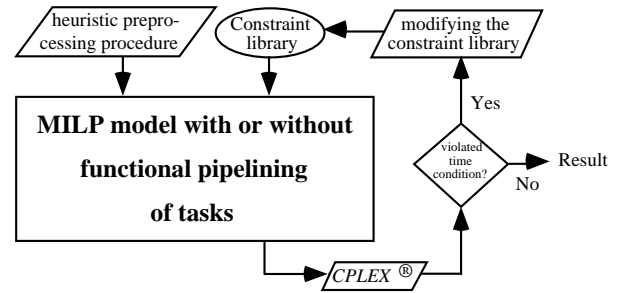 heuristic prepro-
cessing procedure
Constraint
library
modifying the
constraint library
MILP model with or without
functional pipelining
of tasks
Yes
violated
time
condition?
Result
No
CPLEX ®